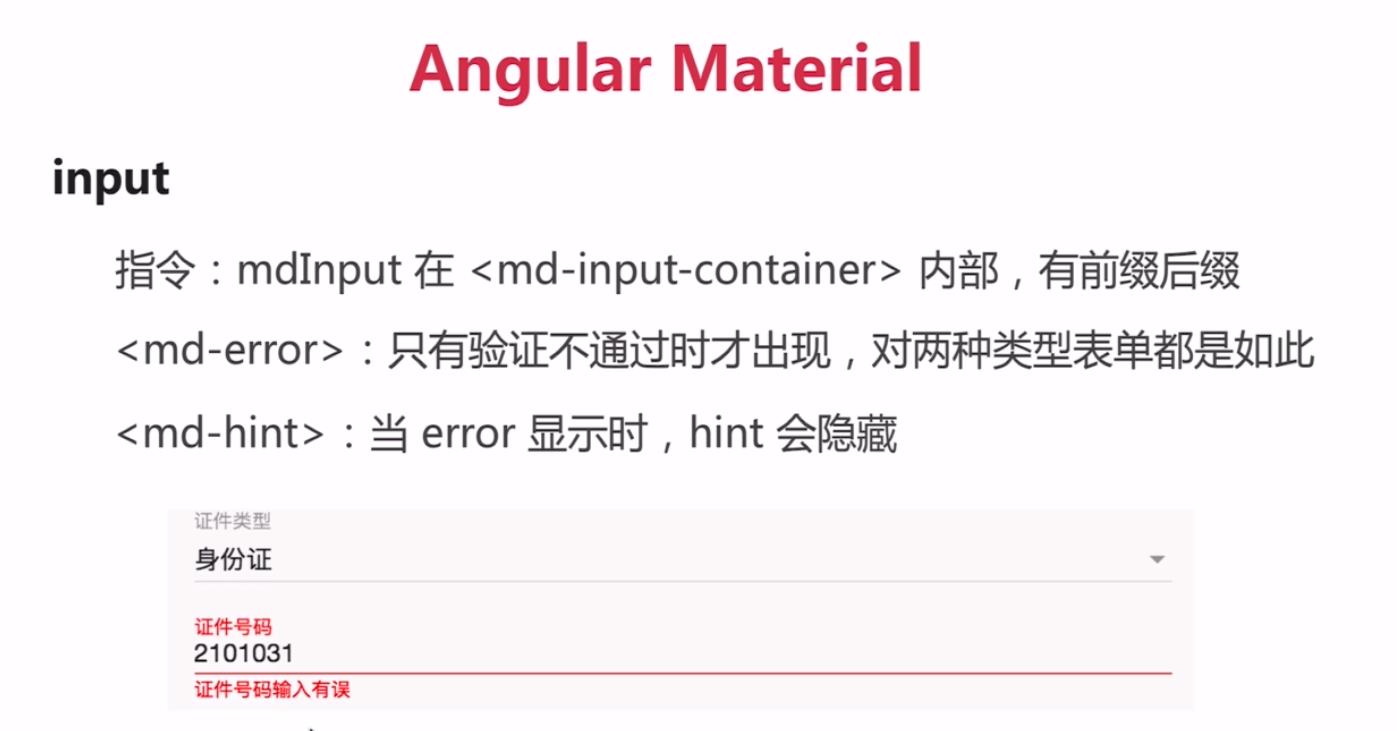 Angular Material
input
指令：mdInput 在 <md-input-container> 内部，有前缀后缀
<md-error>：只有验证不通过时才出现，对两种类型表单都是如此
<md-hint>：当 error 显示时，hint 会隐藏
证件类型
身份证
证件号码
2101031
证件号码输入有误